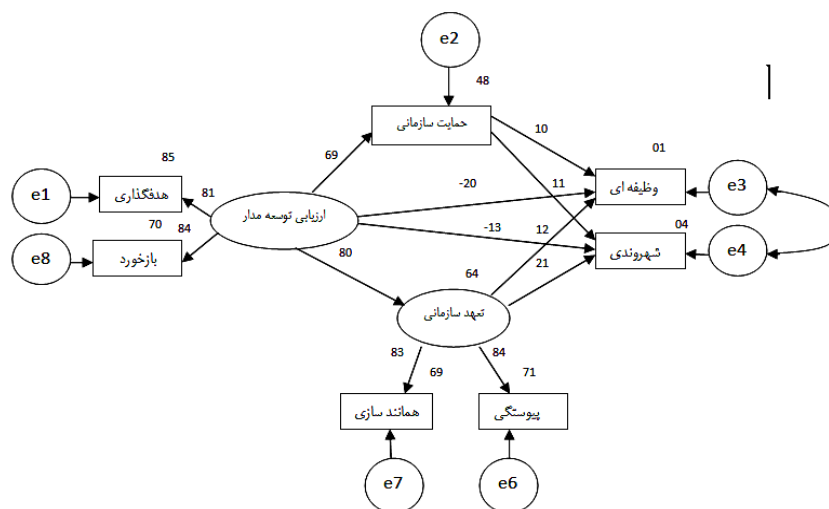 e2
48
حمایت سازمانی
10
01
69
85
-20
وظیفه ای
e3
11
e1
هدفگذاری
81
ارزیابی توسعه مدار
-13
12
04
70
84
شهروندی
e4
e8
بازخورد
80
64
21
تعهد سازمانی
83
84
69
71
همانند سازی
پیوستگی
e7
e6